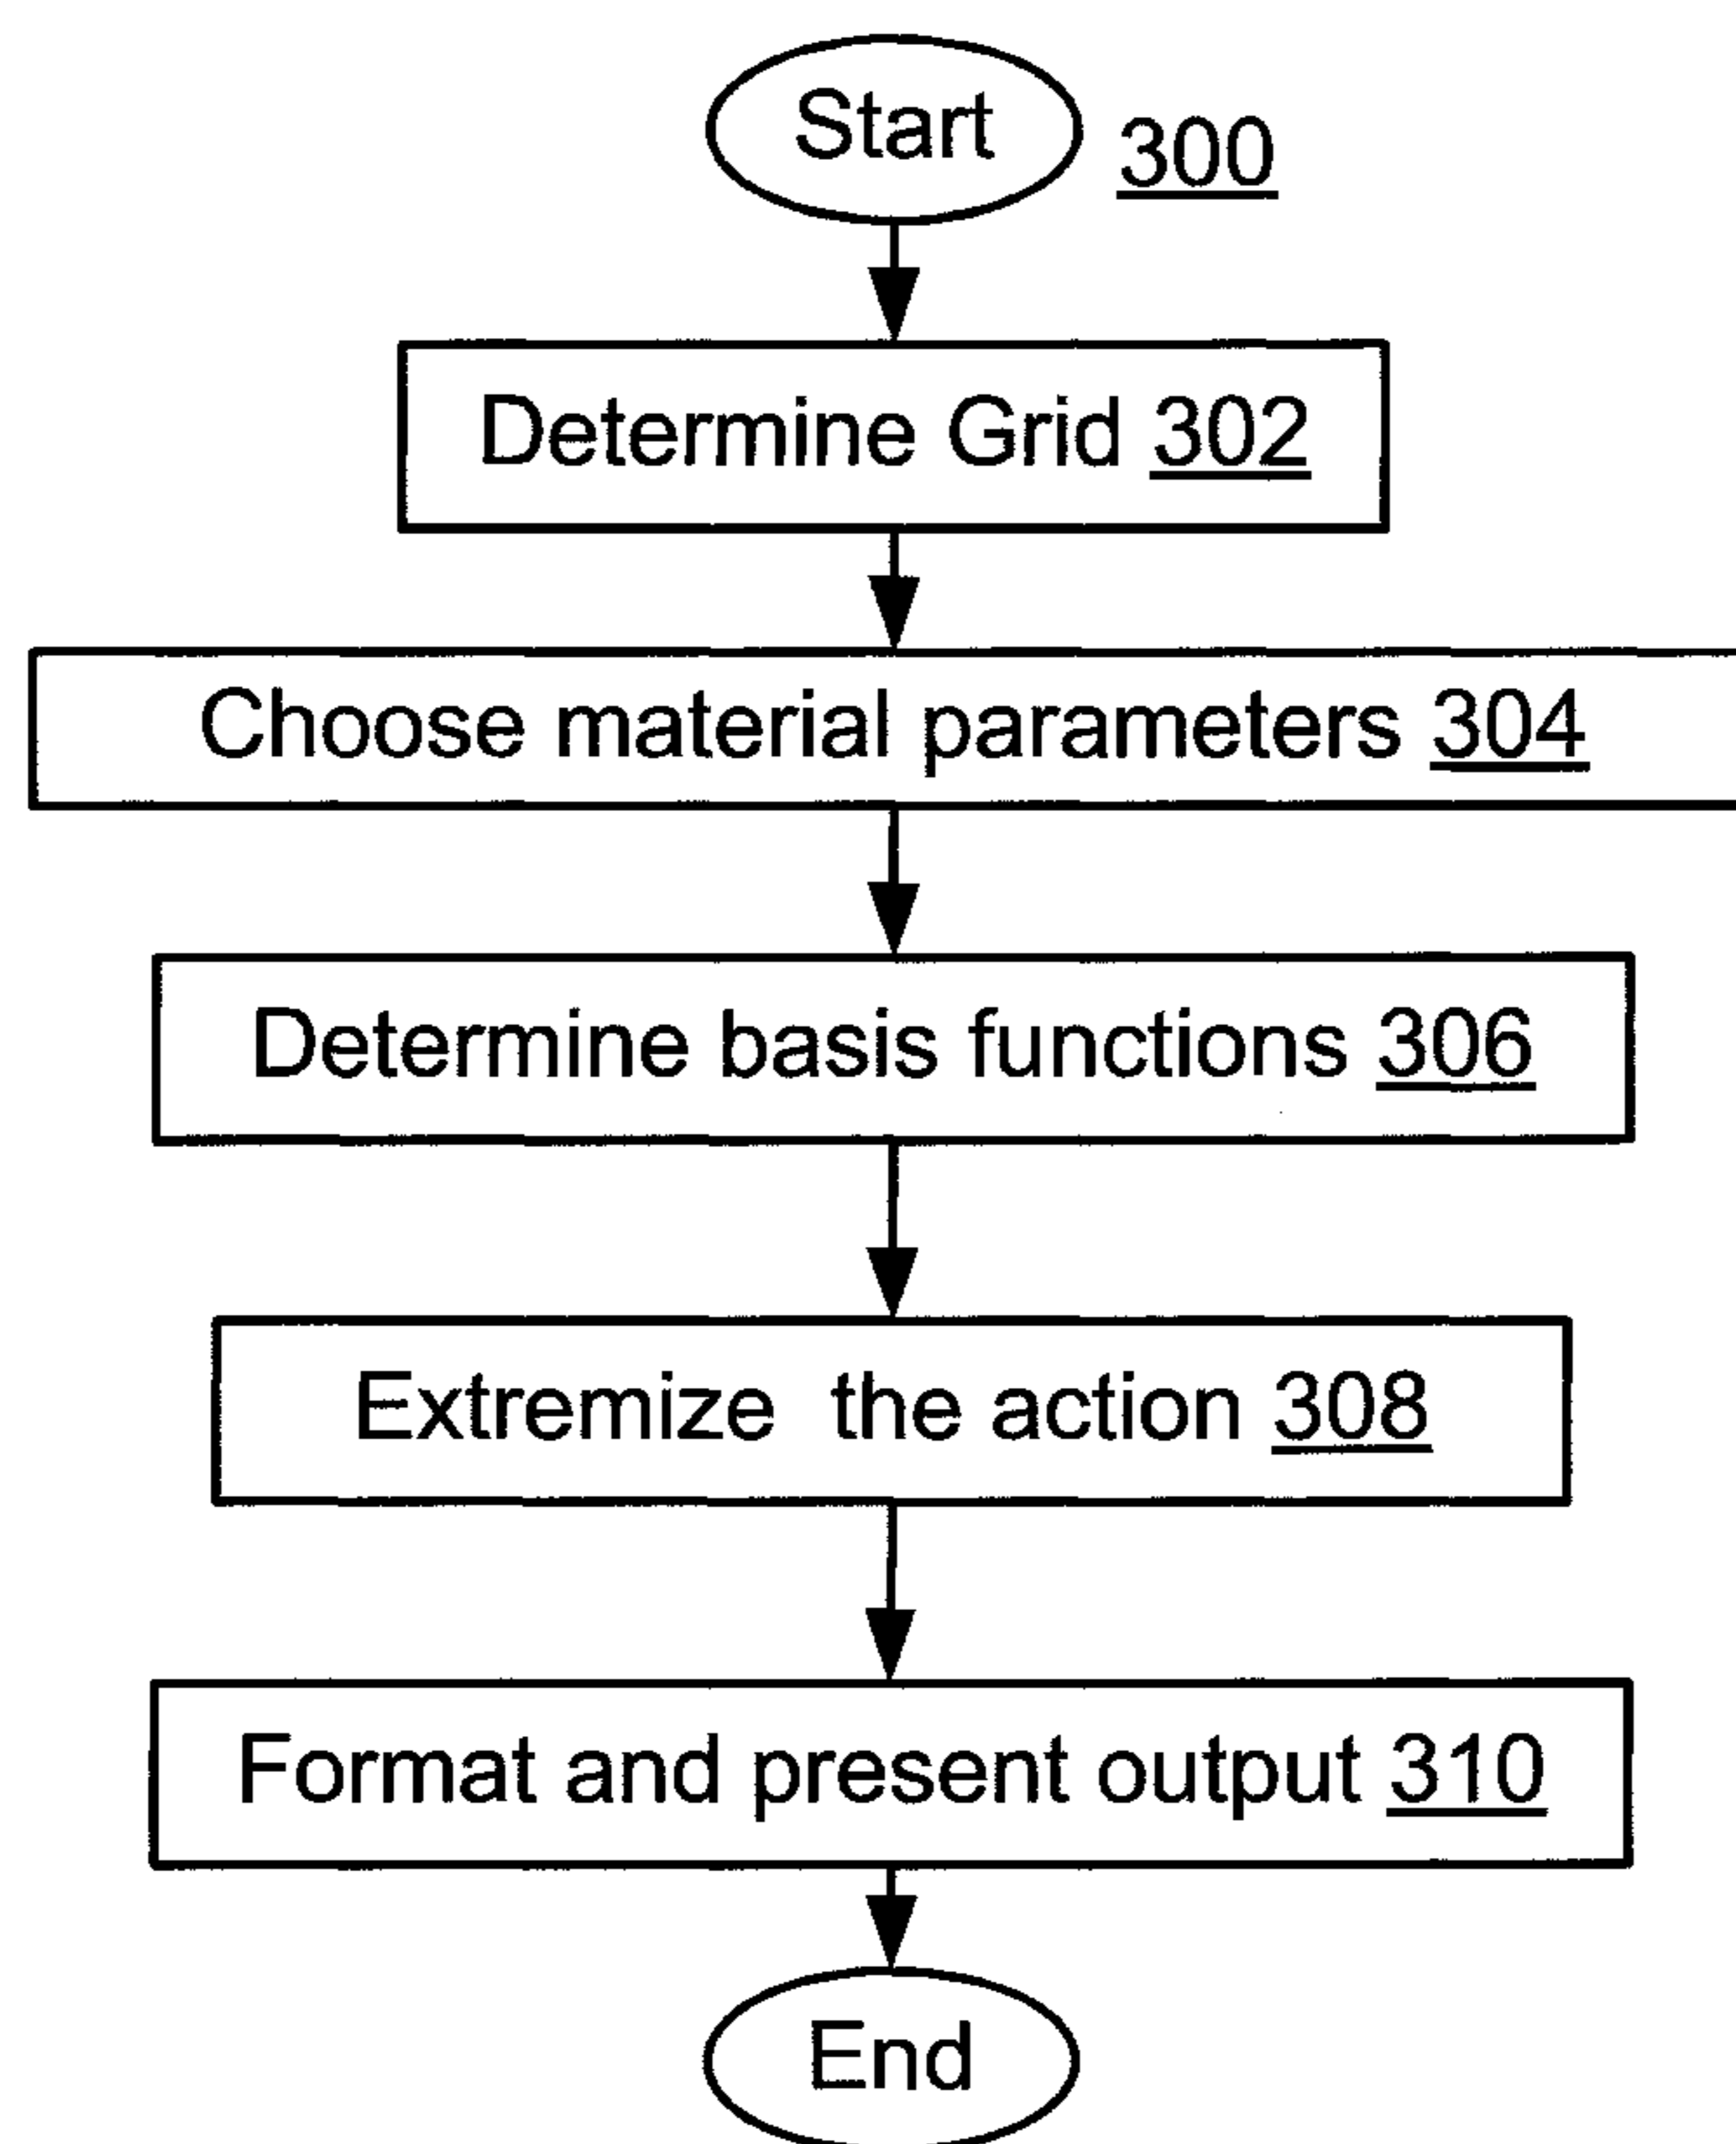 Start 300
Determine Grid 302
Choose material parameters 304
Determine basis functions 306
Extremize the action 308
Format and present output 310
End